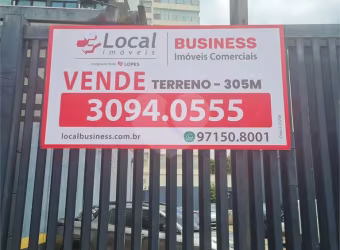 Local
imóveis
LOPES
BUSINESS
Imóveis Comerciais
VENDE TERRENO - 305M
3094.0555
localbusiness.com.br
97150.8001